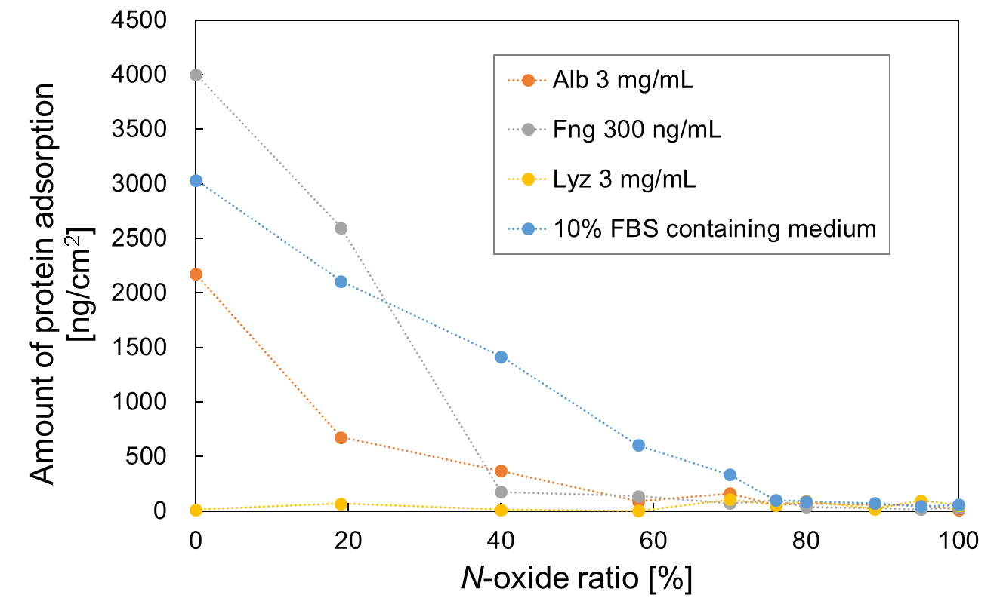 4500
4000
3500
3000
2500
2000
1500
1000
500
0
Amount of protein adsorption
[ng/cm²]
Alb 3 mg/mL
Fng 300 ng/mL
Lyz 3 mg/mL
10% FBS containing medium
0 20 40 60 80 100
N-oxide ratio [%]